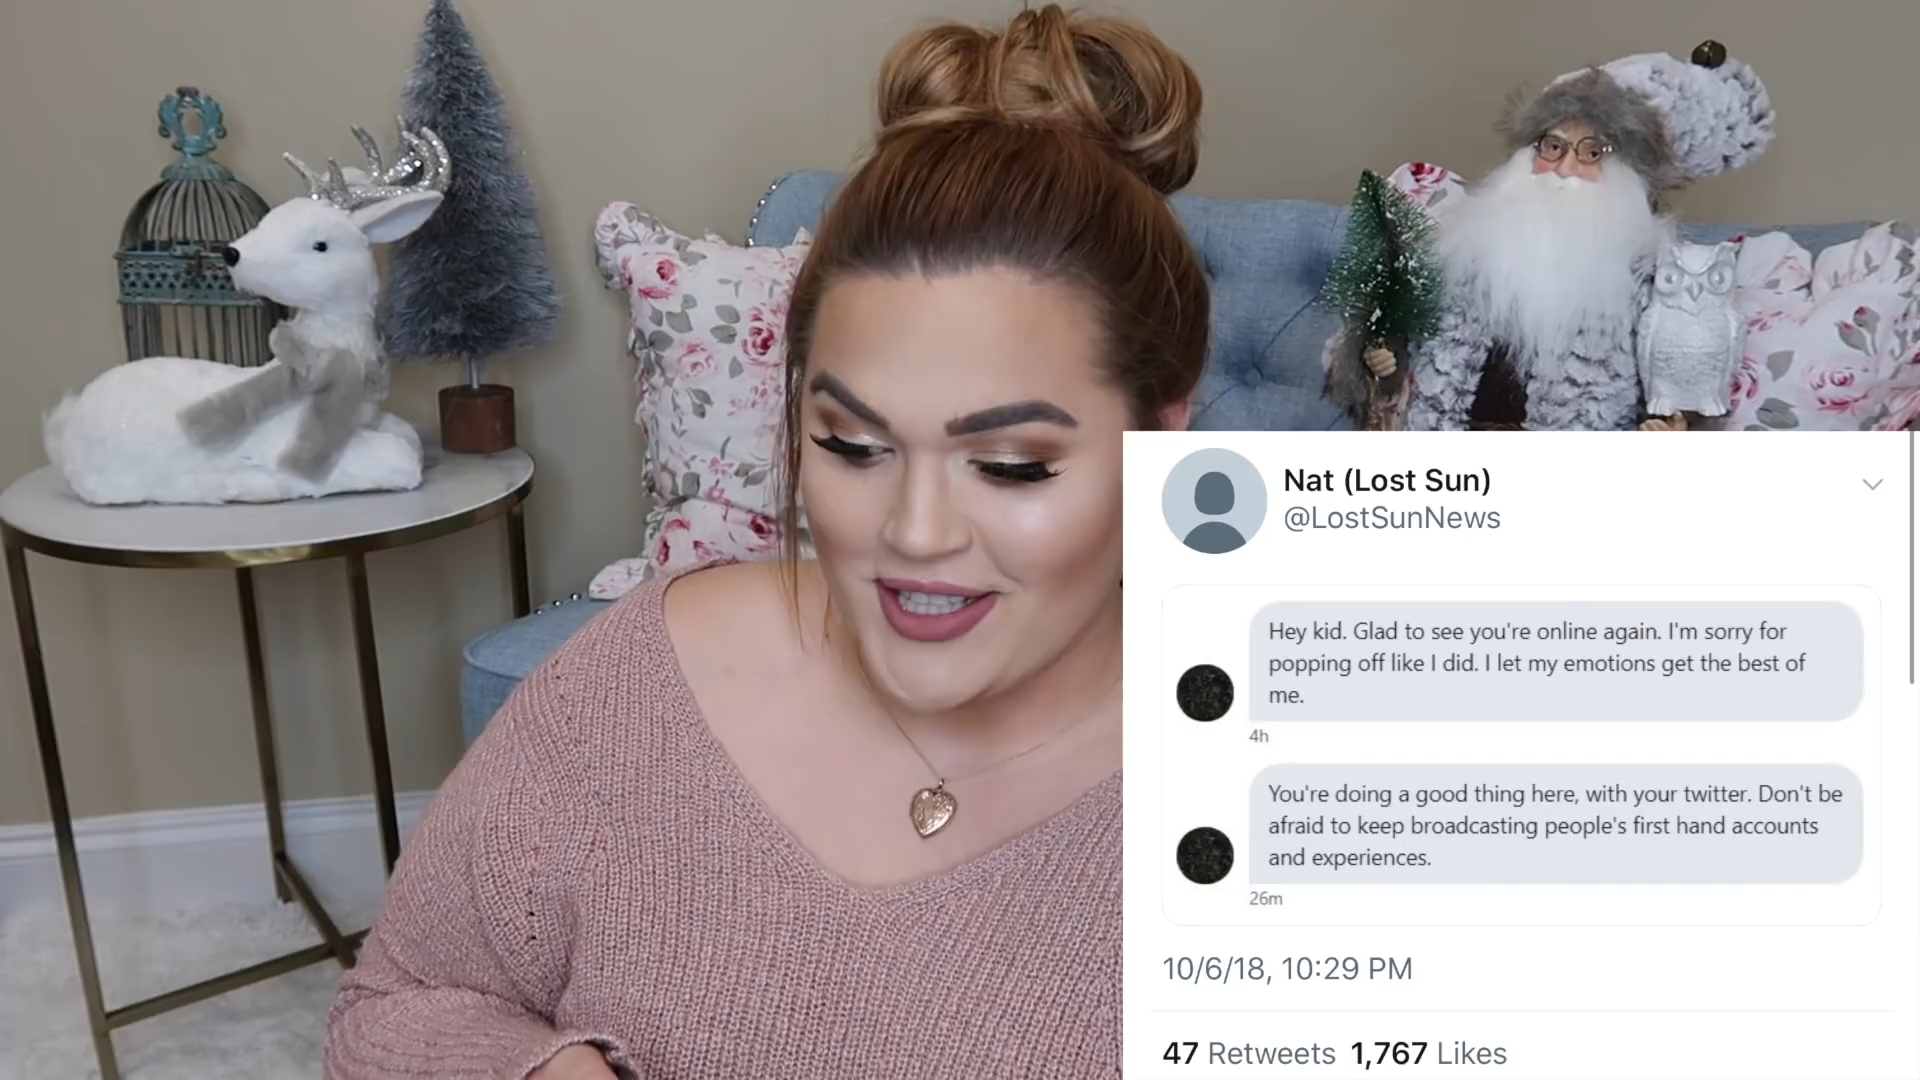 Nat (Lost Sun)
@LostSunNews
Hey kid. Glad to see you're online again. I'm sorry for
popping off like I did. I let my emotions get the best of
me.
4h
You're doing a good thing here, with your twitter. Don't be
afraid to keep broadcasting people's first hand accounts
and experiences.
26m
10/6/18, 10:29 PM
47 Retweets 1,767 Likes